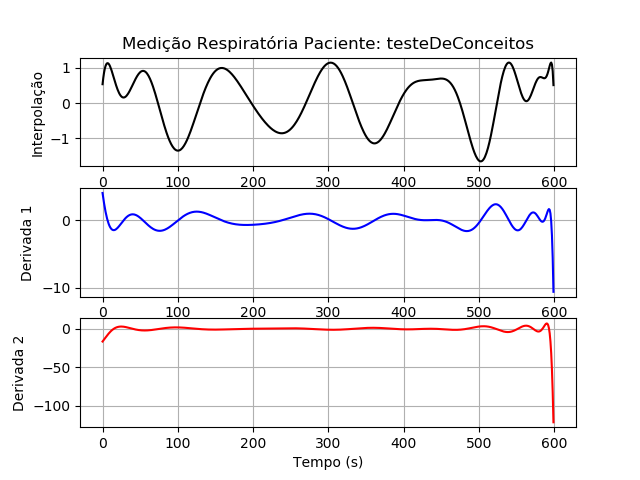 Medição Respiratória Paciente: testeDeConceitos
Interpolação
1
0
−1
0 100 200 300 400 500 600
Derivada 1
0
−10
0 100 200 300 400 500 600
Derivada 2
0
−50
−100
0 100 200 300 400 500 600
Tempo (s)